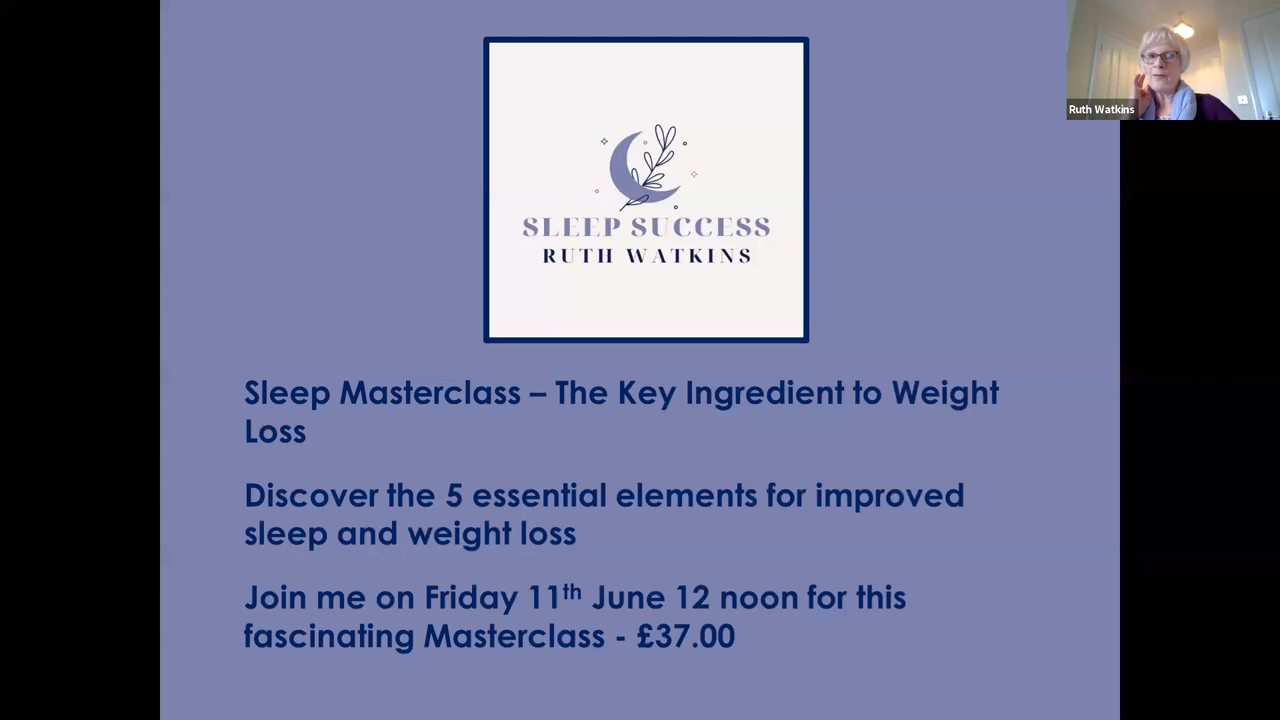 Ruth Watkins
SLEEP SUCCESS
RUTH WATKINS
Sleep Masterclass – The Key Ingredient to Weight
Loss
Discover the 5 essential elements for improved
sleep and weight loss
Join me on Friday 11th June 12 noon for this
fascinating Masterclass - £37.00